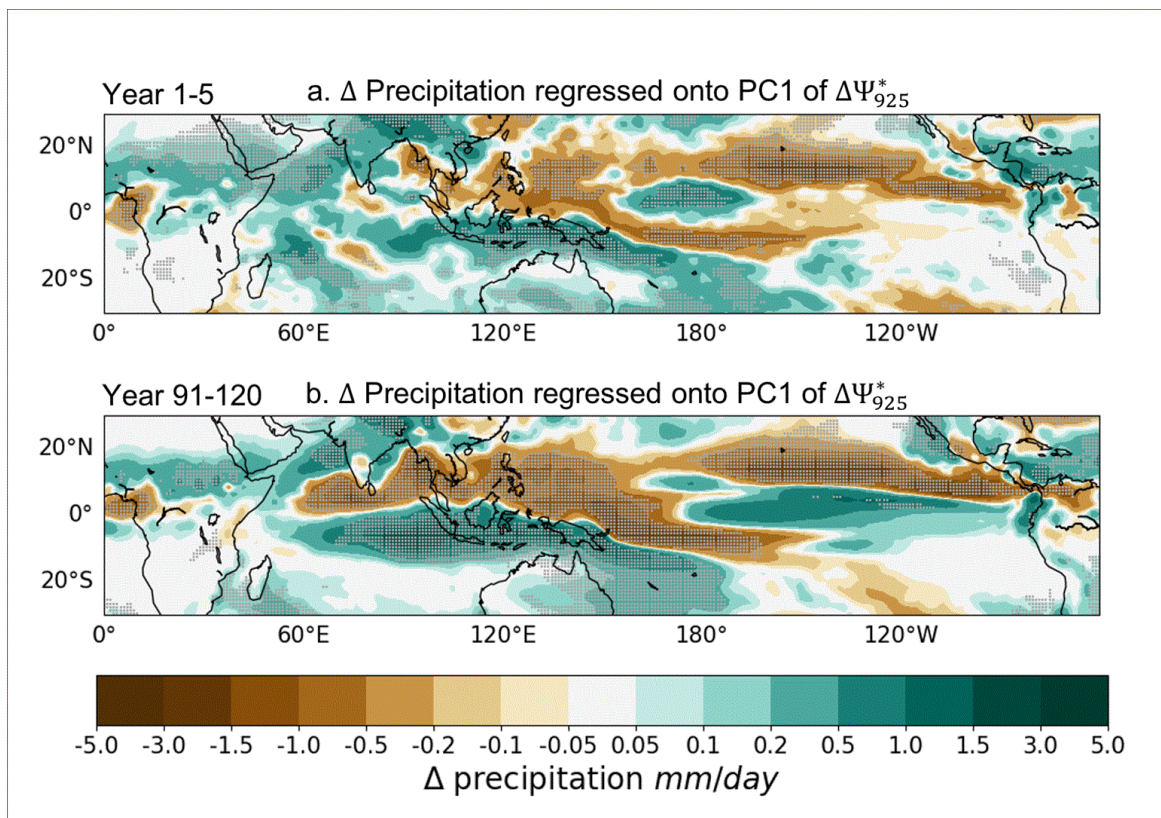 Year 1-5 a. Δ Precipitation regressed onto PC1 of ΔΨ*925
20°N
0°
20°S
0° 60°E 120°E 180° 120°W
Year 91-120 b. Δ Precipitation regressed onto PC1 of ΔΨ*925
20°N
0°
20°S
0° 60°E 120°E 180° 120°W
-5.0 -3.0 -1.5 -1.0 -0.5 -0.2 -0.1 -0.05 0.05 0.1 0.2 0.5 1.0 1.5 3.0 5.0
Δ precipitation mm/day